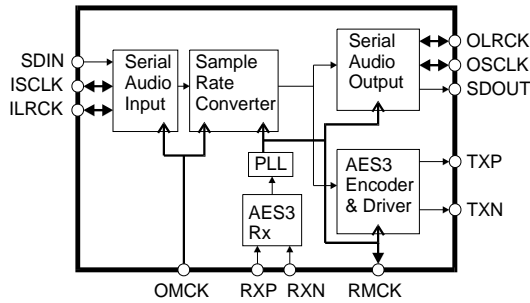 SDIN
ISCLK
ILRCK
Serial
Audio
Input
Sample
Rate
Converter
Serial
Audio
Output
OLRCK
OSCLK
SDOUT
PLL
AES3
Rx
AES3
Encoder
& Driver
TXP
TXN
OMCK
RXP
RXN
RMCK